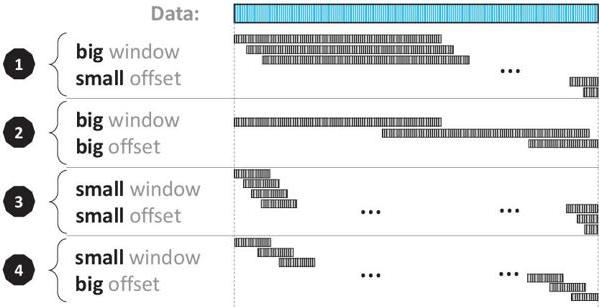 Data:
1
big window
small offset
...
2
big window
big offset
3
small window
small offset
... ...
4
small window
big offset
... ...